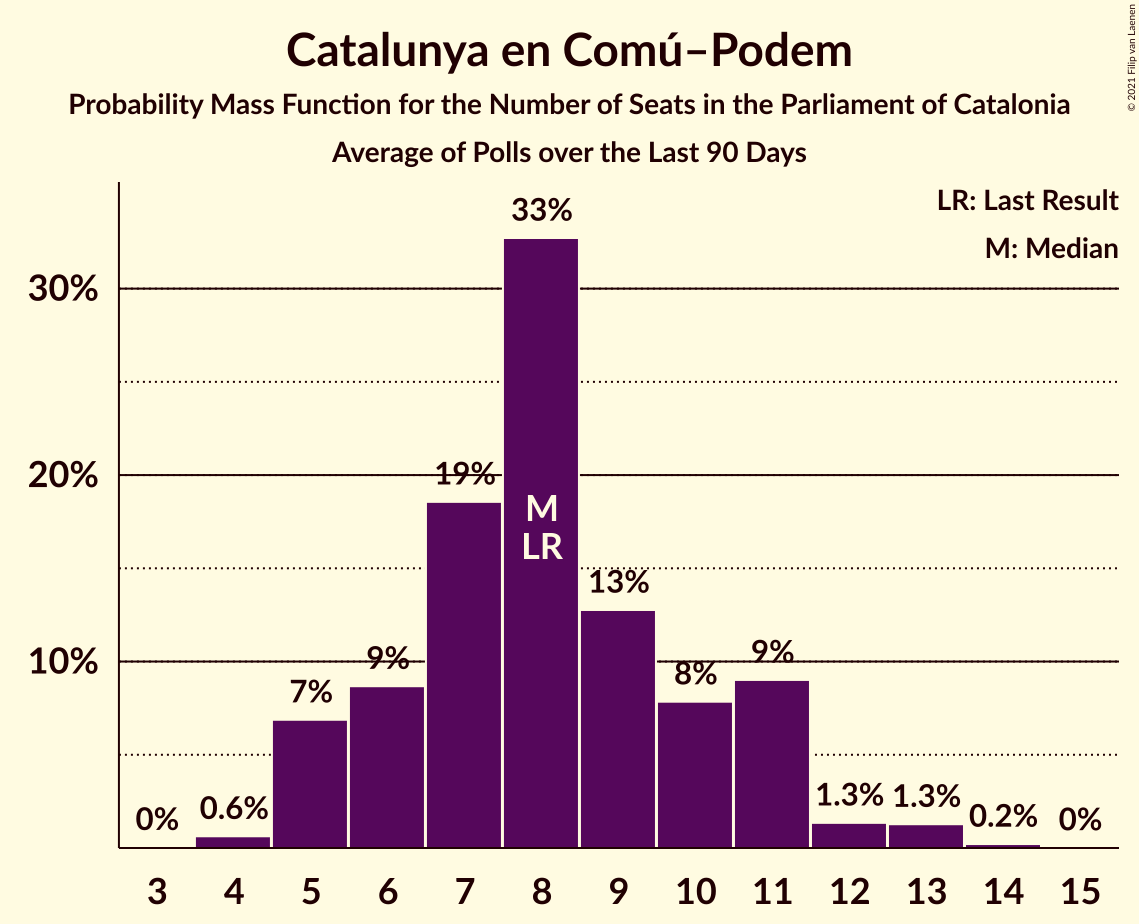 Catalunya en Comú–Podem
Probability Mass Function for the Number of Seats in the Parliament of Catalonia
Average of Polls over the Last 90 Days
© 2021 Filip van Laenen
LR: Last Result
M: Median
30%
20%
10%
0%
0.6%
7%
9%
19%
33%
13%
8%
9%
1.3%
1.3%
0.2%
0%
M
LR
3 4 5 6 7 8 9 10 11 12 13 14 15